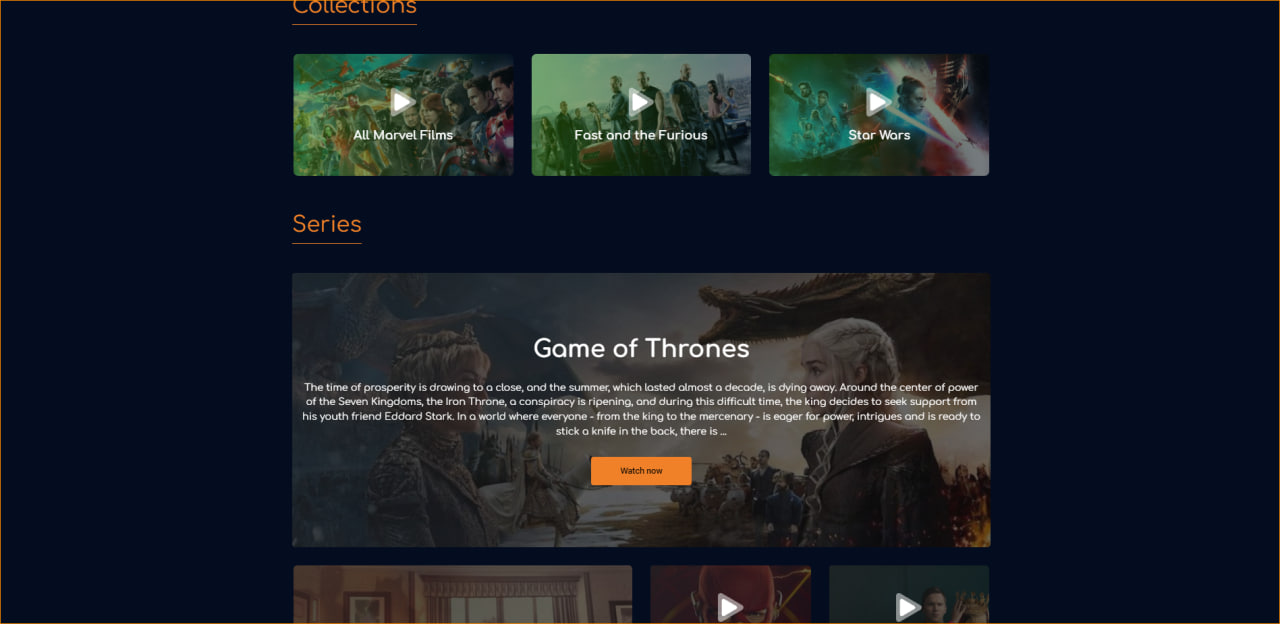 Collections
All Marvel Films
Fast and the Furious
Star Wars
Series
Game of Thrones
The time of prosperity is drawing to a close, and the summer, which lasted almost a decade, is dying away. Around the center of power
of the Seven Kingdoms, the Iron Throne, a conspiracy is ripening, and during this difficult time, the king decides to seek support from
his youth friend Eddard Stark. In a world where everyone - from the king to the mercenary - is eager for power, intrigues and is ready to
stick a knife in the back, there is ...
Watch now